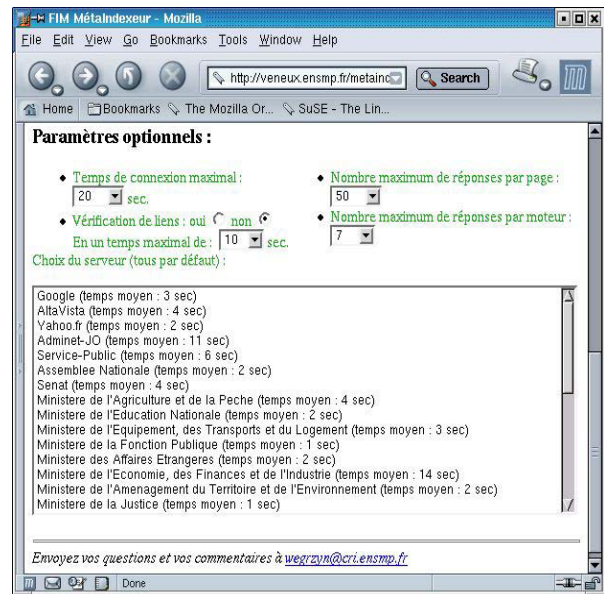 FIM MétaIndexeur - Mozilla
File Edit View Go Bookmarks Tools Window Help
http://veneux.ensmp.fr/metainc
Search
Home Bookmarks The Mozilla Or... SuSE - The Lin...
Paramètres optionnels :
Temps de connexion maximal :
20 sec.
Vérification de liens : oui non
En un temps maximal de : 10 sec.
Nombre maximum de réponses par page :
50
Nombre maximum de réponses par moteur :
7
Choix du serveur (tous par défaut) :
Google (temps moyen : 3 sec)
AltaVista (temps moyen : 4 sec)
Yahoo.fr (temps moyen : 2 sec)
Adminet-JO (temps moyen : 11 sec)
Service-Public (temps moyen : 6 sec)
Assemblee Nationale (temps moyen : 2 sec)
Senat (temps moyen : 4 sec)
Ministere de l'Agriculture et de la Peche (temps moyen : 4 sec)
Ministere de l'Education Nationale (temps moyen : 2 sec)
Ministere de l'Equipement, des Transports et du Logement (temps moyen : 3 sec)
Ministere de la Fonction Publique (temps moyen : 1 sec)
Ministere des Affaires Etrangeres (temps moyen : 2 sec)
Ministere de l'Economie, des Finances et de l'Industrie (temps moyen : 14 sec)
Ministere de l'Amenagement du Territoire et de l'Environnement (temps moyen : 2 sec)
Ministere de la Justice (temps moyen : 1 sec)
Envoyez vos questions et vos commentaires à wegrzyn@cri.ensmp.fr
Done